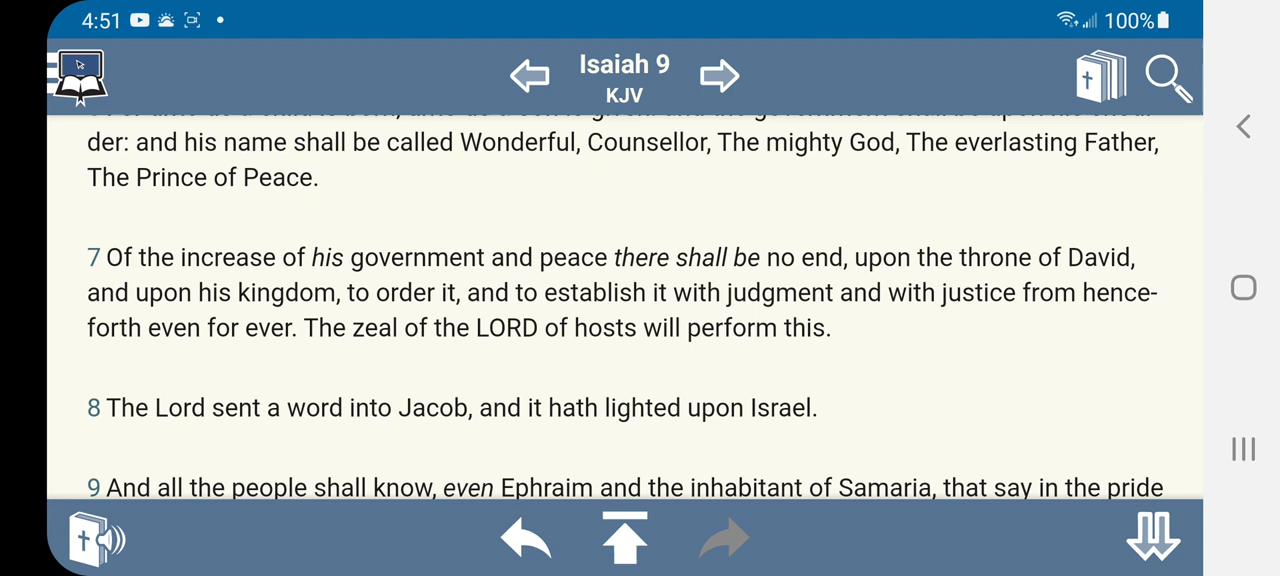 4:51
100%
Isaiah 9
KJV
der: and his name shall be called Wonderful, Counsellor, The mighty God, The everlasting Father,
The Prince of Peace.
7 Of the increase of his government and peace there shall be no end, upon the throne of David,
and upon his kingdom, to order it, and to establish it with judgment and with justice from hence-
forth even for ever. The zeal of the LORD of hosts will perform this.
8 The Lord sent a word into Jacob, and it hath lighted upon Israel.
9 And all the people shall know, even Ephraim and the inhabitant of Samaria, that say in the pride